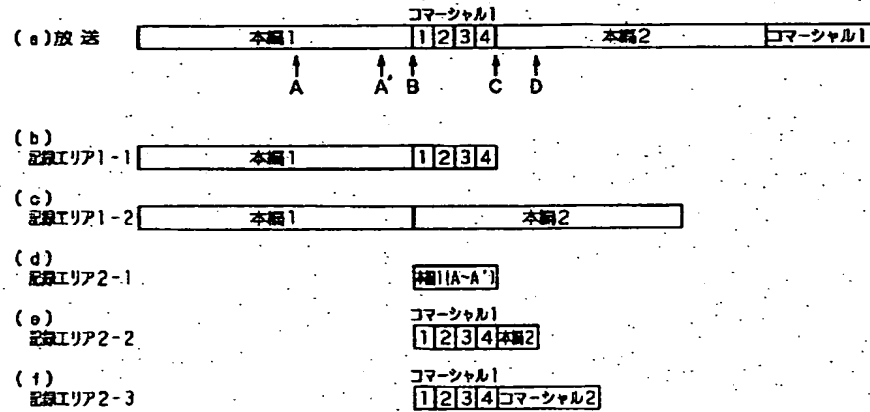 コマーシャル1
(a)放送 本編1 1 2 3 4 本編2 コマーシャル1
A A' B C D
(b)
記録エリア1-1 本編1 1 2 3 4
(c)
記録エリア1-2 本編1 本編2
(d)
記録エリア2-1 本編1(A~A')
(e) コマーシャル1
記録エリア2-2 1 2 3 4 本編2
(f) コマーシャル1
記録エリア2-3 1 2 3 4 コマーシャル2